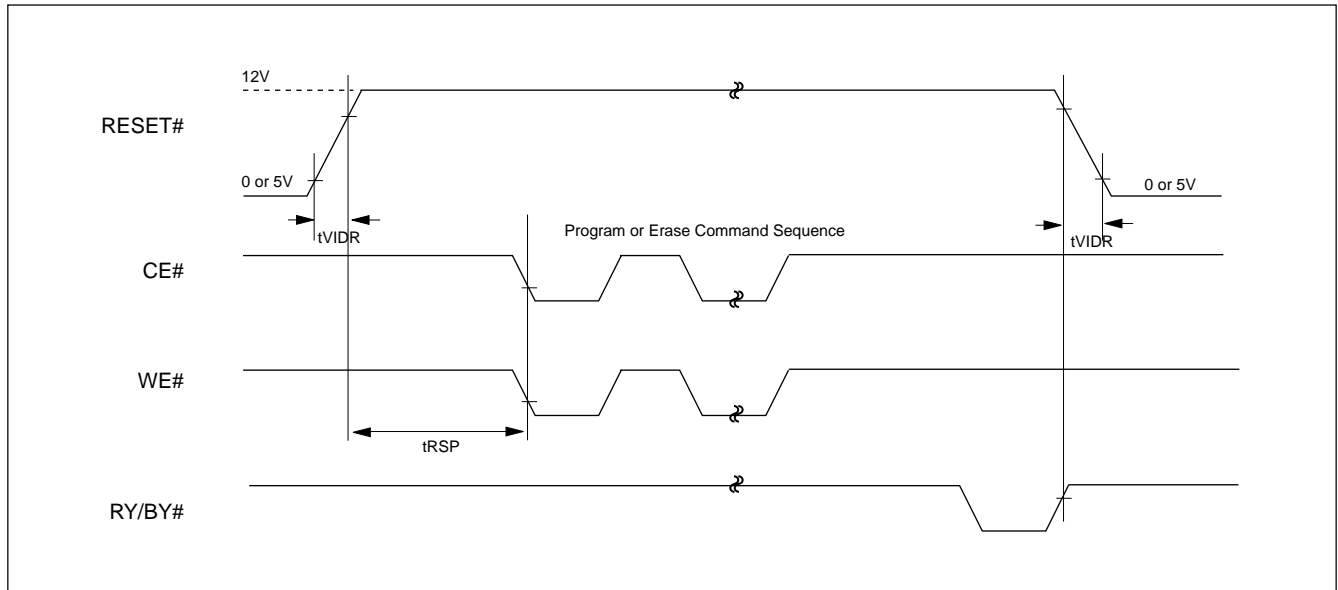 12V
RESET#
0 or 5V
0 or 5V
tVIDR
Program or Erase Command Sequence
tVIDR
CE#
WE#
tRSP
RY/BY#